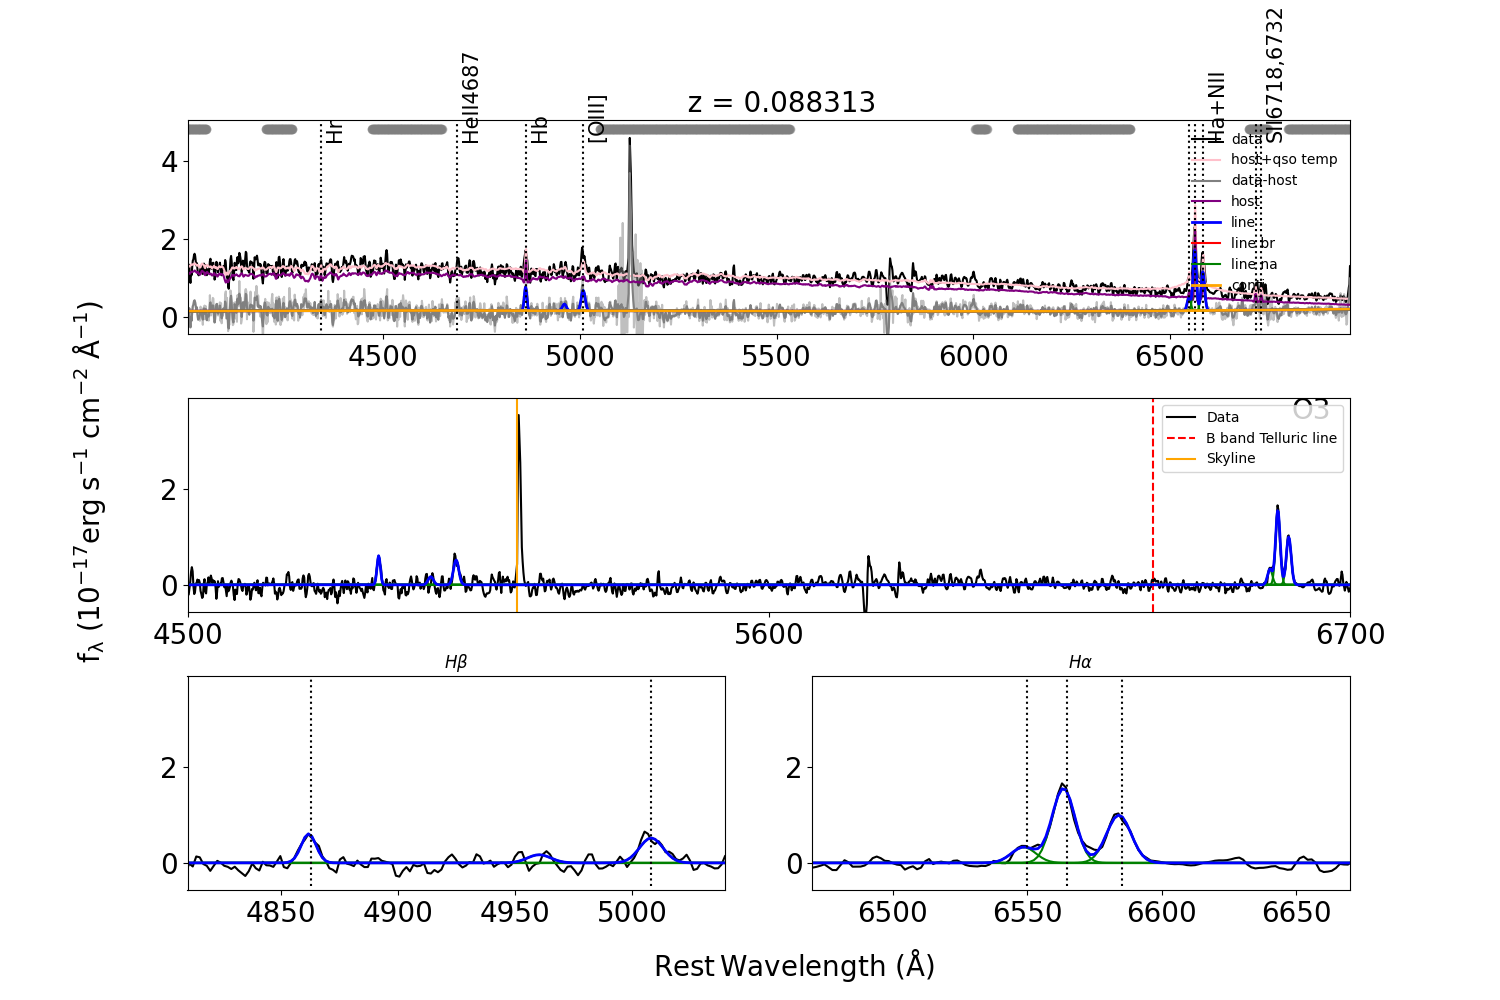 z = 0.088313
Hr
HeII4687
Hb
[OIII]
Ha+NII
SII6718,6732
data
host+qso temp
data-host
host
line
line br
line na
conti
4
2
0
4500
5000
5500
6000
6500
O3
Data
B band Telluric line
Skyline
2
0
4500
5600
6700
fλ (10−17erg s−1 cm−2 Å−1)
Hβ
2
0
4850
4900
4950
5000
Hα
2
0
6500
6550
6600
6650
Rest Wavelength (Å)